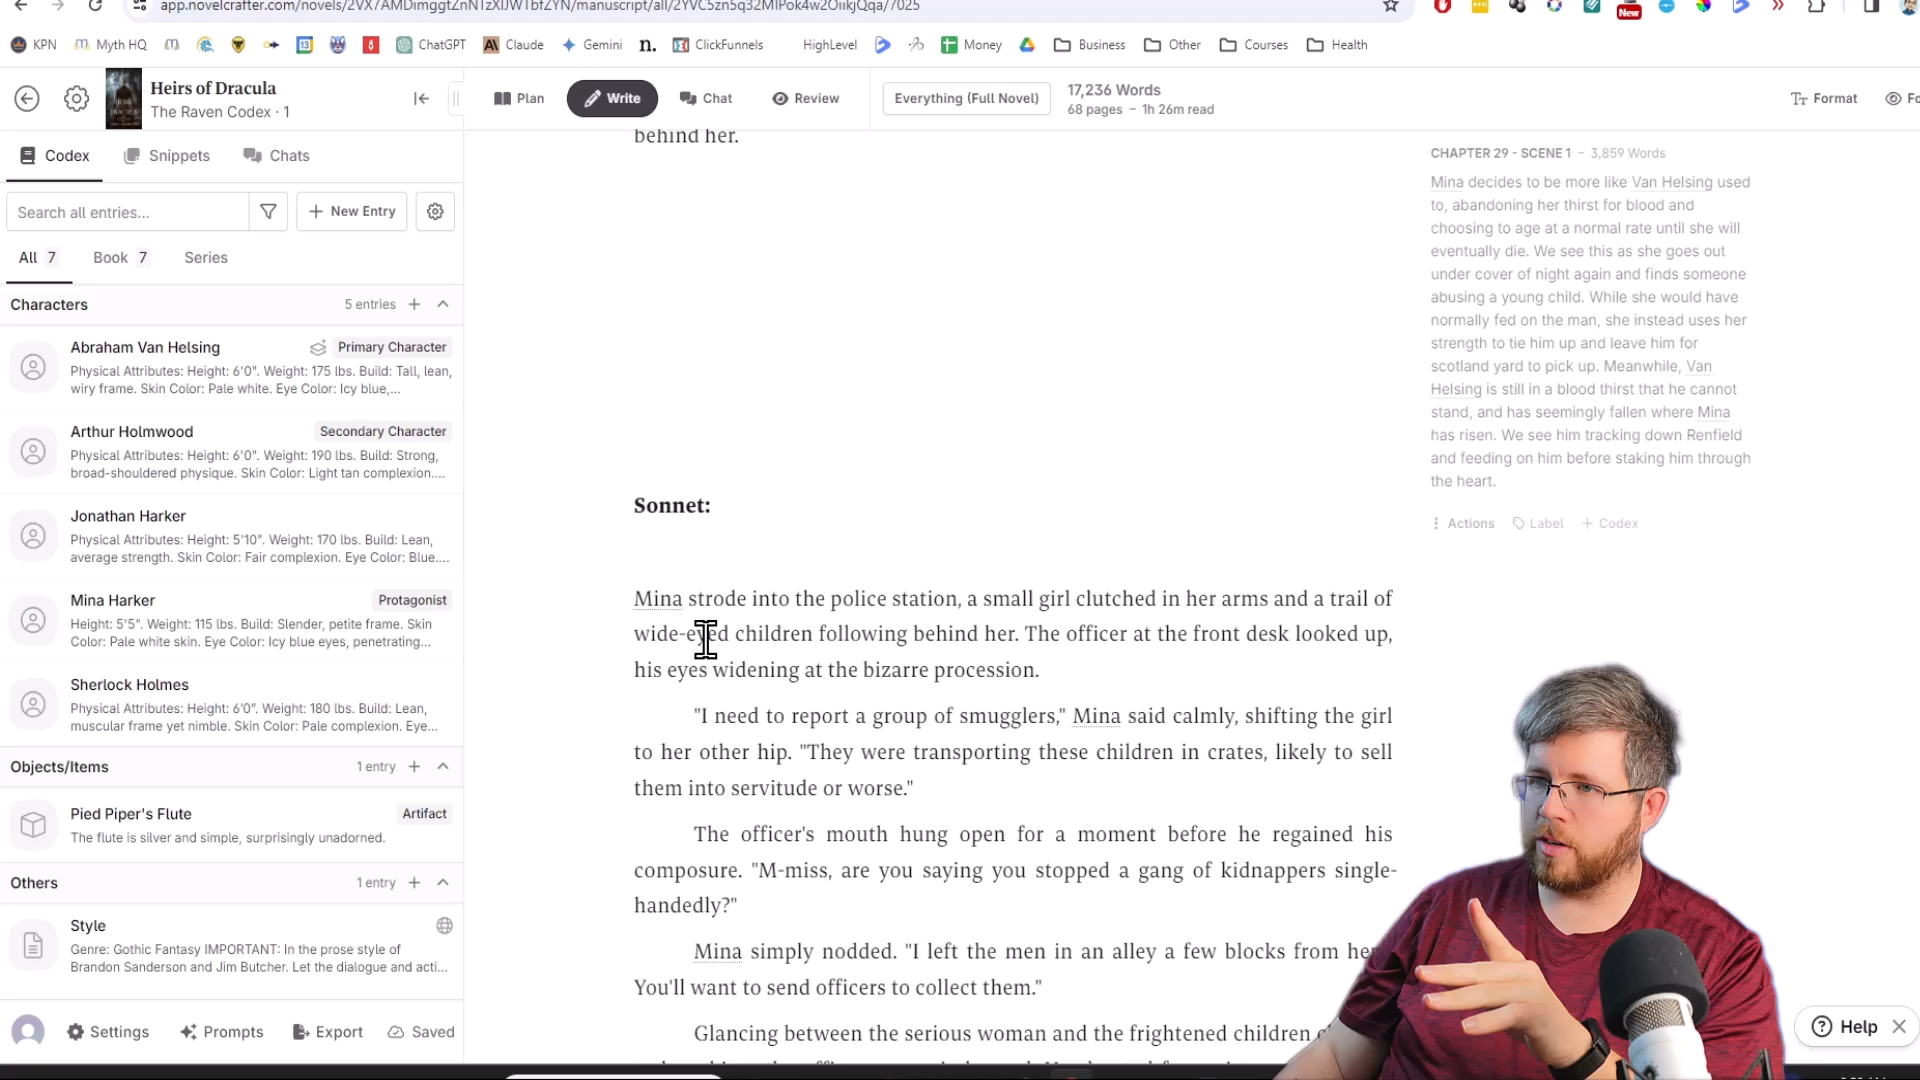 app.novelcrafter.com/novels/2VX7AMDimggtZnNTzXIJWTbfZYN/manuscript/all/2YVC5zn5q32MIPok4w2OiikjQqa/7025
New
KPN
Myth HQ
ChatGPT
Claude
Gemini
n.
ClickFunnels
HighLevel
Money
Business
Other
Courses
Health
Heirs of Dracula
The Raven Codex · 1
Plan
Write
Chat
Review
Everything (Full Novel)
17,236 Words
68 pages – 1h 26m read
Format
Fo
Codex
Snippets
Chats
Search all entries...
+ New Entry
All 7
Book 7
Series
Characters
5 entries
Abraham Van Helsing
Primary Character
Physical Attributes: Height: 6'0". Weight: 175 lbs. Build: Tall, lean,
wiry frame. Skin Color: Pale white. Eye Color: Icy blue,...
Arthur Holmwood
Secondary Character
Physical Attributes: Height: 6'0". Weight: 190 lbs. Build: Strong,
broad-shouldered physique. Skin Color: Light tan complexion....
Jonathan Harker
Physical Attributes: Height: 5'10". Weight: 170 lbs. Build: Lean,
average strength. Skin Color: Fair complexion. Eye Color: Blue....
Mina Harker
Protagonist
Height: 5'5". Weight: 115 lbs. Build: Slender, petite frame. Skin
Color: Pale white skin. Eye Color: Icy blue eyes, penetrating...
Sherlock Holmes
Physical Attributes: Height: 6'0". Weight: 180 lbs. Build: Lean,
muscular frame yet nimble. Skin Color: Pale complexion. Eye...
Objects/Items
1 entry
Pied Piper's Flute
Artifact
The flute is silver and simple, surprisingly unadorned.
Others
1 entry
Style
Genre: Gothic Fantasy IMPORTANT: In the prose style of
Brandon Sanderson and Jim Butcher. Let the dialogue and acti...
Settings
Prompts
Export
Saved
behind her.
Sonnet:
Mina strode into the police station, a small girl clutched in her arms and a trail of
wide-eyed children following behind her. The officer at the front desk looked up,
his eyes widening at the bizarre procession.
"I need to report a group of smugglers," Mina said calmly, shifting the girl
to her other hip. "They were transporting these children in crates, likely to sell
them into servitude or worse."
The officer's mouth hung open for a moment before he regained his
composure. "M-miss, are you saying you stopped a gang of kidnappers single-
handedly?"
Mina simply nodded. "I left the men in an alley a few blocks from
You'll want to send officers to collect them."
Glancing between the serious woman and the frightened children
CHAPTER 29 - SCENE 1 – 3,859 Words
Mina decides to be more like Van Helsing used
to, abandoning her thirst for blood and
choosing to age at a normal rate until she will
eventually die. We see this as she goes out
under cover of night again and finds someone
abusing a young child. While she would have
normally fed on the man, she instead uses her
strength to tie him up and leave him for
scotland yard to pick up. Meanwhile, Van
Helsing is still in a blood thirst that he cannot
stand, and has seemingly fallen where Mina
has risen. We see him tracking down Renfield
and feeding on him before staking him through
the heart.
Actions
Label
+ Codex
Help